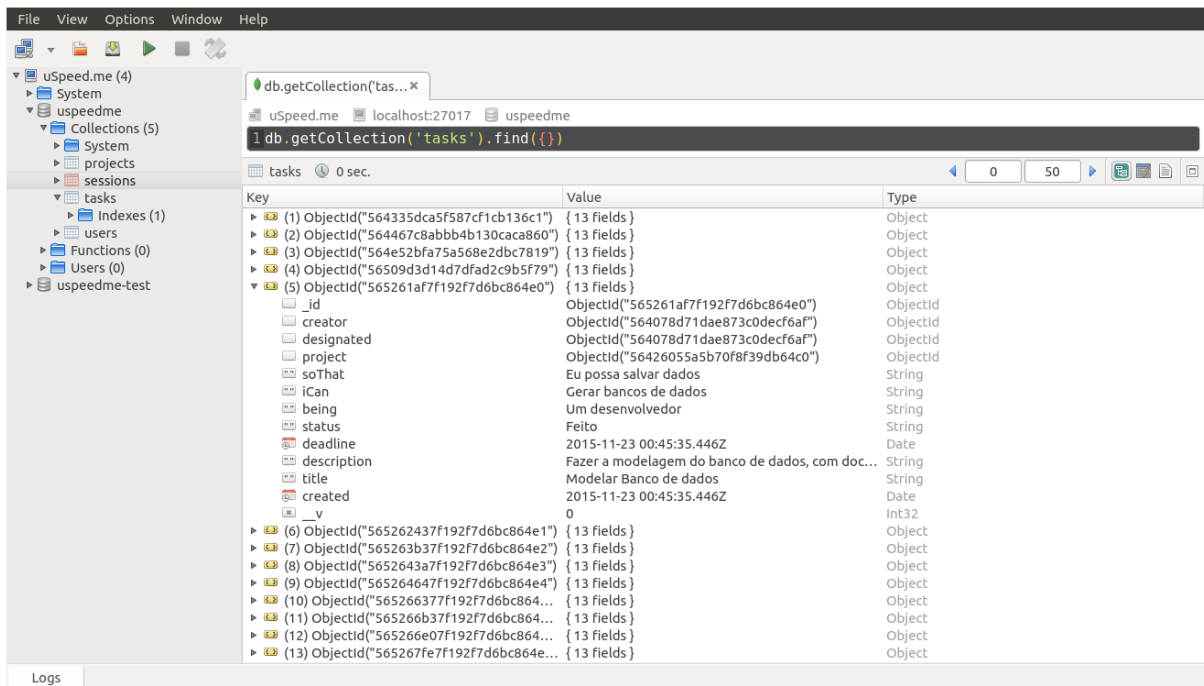 File View Options Window Help
uSpeed.me (4)
System
uspeedme
Collections (5)
System
projects
sessions
tasks
Indexes (1)
users
Functions (0)
Users (0)
uspeedme-test
db.getCollection('tas...
uSpeed.me localhost:27017 uspeedme
1 db.getCollection('tasks').find({})
tasks 0 sec. 0 50
Key Value Type
(1) ObjectId("564335dca5f587cf1cb136c1") { 13 fields } Object
(2) ObjectId("564467c8abbb4b130caca860") { 13 fields } Object
(3) ObjectId("564e52bfa75a568e2dbc7819") { 13 fields } Object
(4) ObjectId("56509d3d14d7dfad2c9b5f79") { 13 fields } Object
(5) ObjectId("565261af7f192f7d6bc864e0") { 13 fields } Object
_id ObjectId("565261af7f192f7d6bc864e0") ObjectId
creator ObjectId("564078d71dae873c0decf6af") ObjectId
designated ObjectId("564078d71dae873c0decf6af") ObjectId
project ObjectId("56426055a5b70f8f39db64c0") ObjectId
soThat Eu possa salvar dados String
iCan Gerar bancos de dados String
being Um desenvolvedor String
status Feito String
deadline 2015-11-23 00:45:35.446Z Date
description Fazer a modelagem do banco de dados, com doc... String
title Modelar Banco de dados String
created 2015-11-23 00:45:35.446Z Date
__v 0 Int32
(6) ObjectId("565262437f192f7d6bc864e1") { 13 fields } Object
(7) ObjectId("565263b37f192f7d6bc864e2") { 13 fields } Object
(8) ObjectId("5652643a7f192f7d6bc864e3") { 13 fields } Object
(9) ObjectId("565264647f192f7d6bc864e4") { 13 fields } Object
(10) ObjectId("565266377f192f7d6bc864... { 13 fields } Object
(11) ObjectId("565266b37f192f7d6bc864... { 13 fields } Object
(12) ObjectId("565266e07f192f7d6bc864... { 13 fields } Object
(13) ObjectId("565267fe7f192f7d6bc864e... { 13 fields } Object
Logs